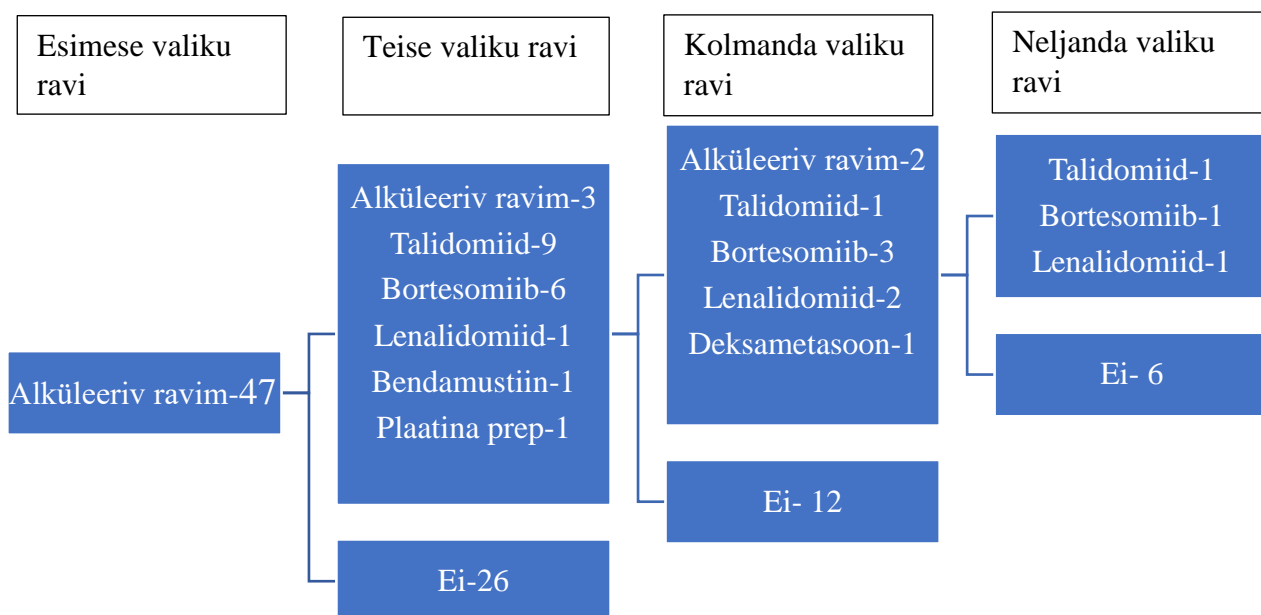 Esimese valiku
ravi
Teise valiku ravi
Kolmanda valiku
ravi
Neljanda valiku
ravi
Alküleeriv ravim-47
Alküleeriv ravim-3
Talidomiid-9
Bortesomiib-6
Lenalidomiid-1
Bendamustiin-1
Plaatina prep-1
Ei-26
Alküleeriv ravim-2
Talidomiid-1
Bortesomiib-3
Lenalidomiid-2
Deksametasoon-1
Ei- 12
Talidomiid-1
Bortesomiib-1
Lenalidomiid-1
Ei- 6